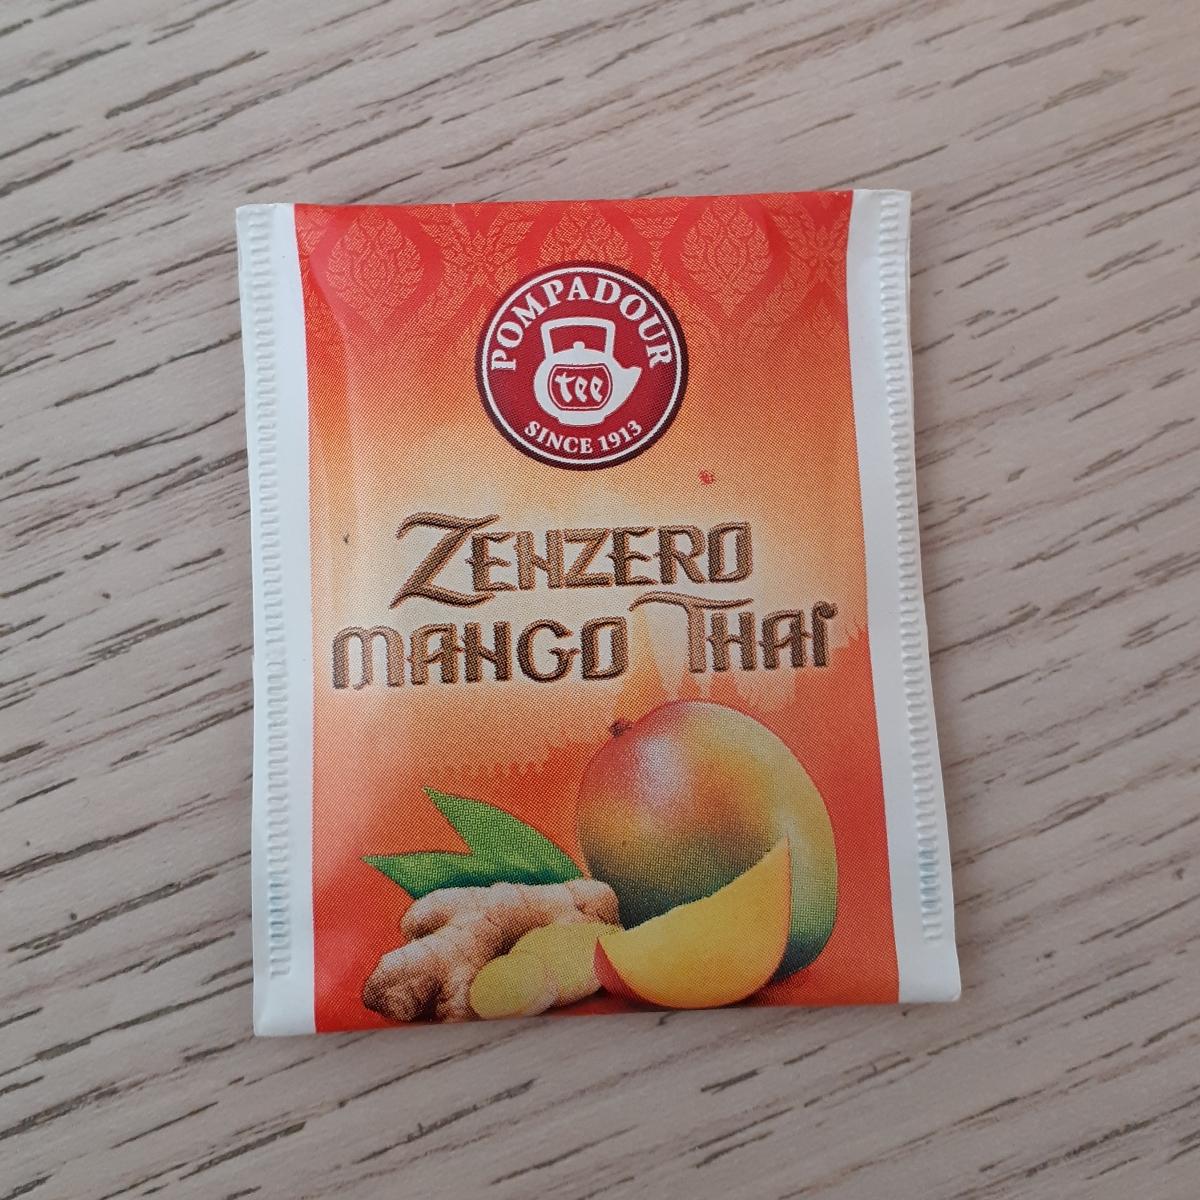 POMPADOUR
tee
SINCE 1913
ZENZERO
MANGO THAI